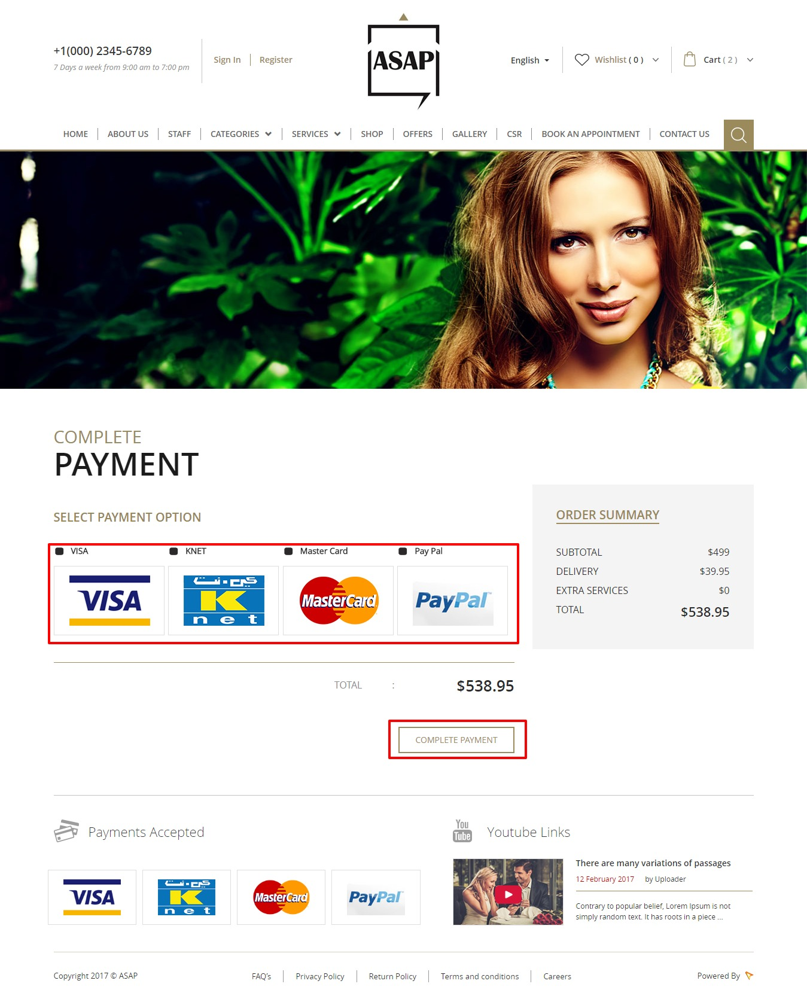 +1(000) 2345-6789
7 Days a week from 9:00 am to 7:00 pm
Sign In
Register
ASAP
English
Wishlist ( 0 )
Cart ( 2 )
HOME
ABOUT US
STAFF
CATEGORIES
SERVICES
SHOP
OFFERS
GALLERY
CSR
BOOK AN APPOINTMENT
CONTACT US
COMPLETE
PAYMENT
SELECT PAYMENT OPTION
VISA
KNET
Master Card
Pay Pal
VISA
كي.نت
K
net
MasterCard
PayPal™
TOTAL : $538.95
COMPLETE PAYMENT
ORDER SUMMARY
SUBTOTAL $499
DELIVERY $39.95
EXTRA SERVICES $0
TOTAL $538.95
Payments Accepted
VISA
كي.نت
K
net
MasterCard
PayPal™
You
Tube
Youtube Links
There are many variations of passages
12 February 2017 by Uploader
Contrary to popular belief, Lorem Ipsum is not
simply random text. It has roots in a piece ...
Copyright 2017 © ASAP
FAQ's
Privacy Policy
Return Policy
Terms and conditions
Careers
Powered By